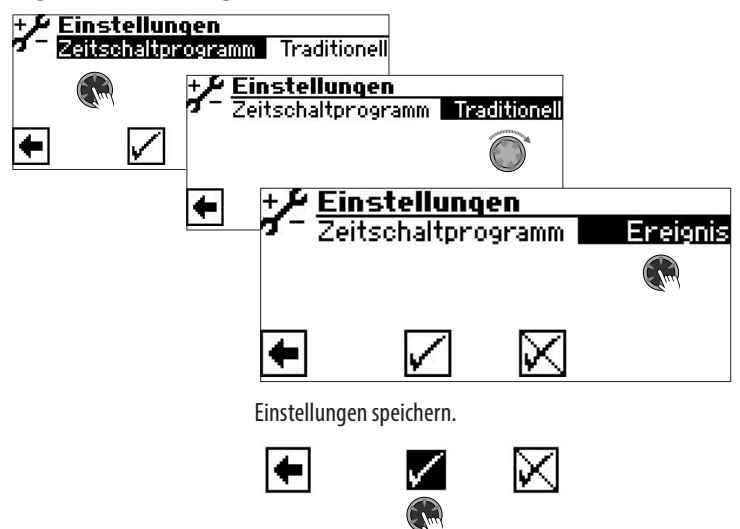 Einstellungen
Zeitschaltprogramm Traditionell
Einstellungen
Zeitschaltprogramm Traditionell
Einstellungen
Zeitschaltprogramm Ereignis
Einstellungen speichern.